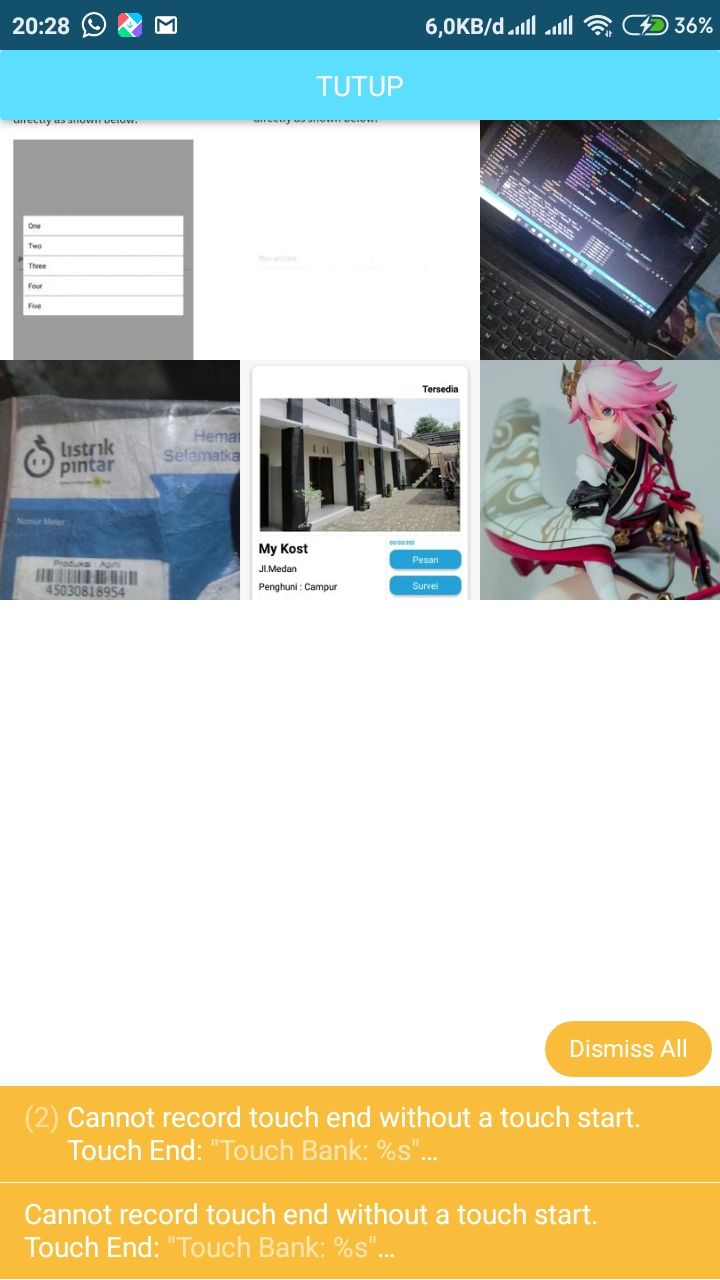 20:28
6,0KB/d
36%
TUTUP
directly as shown below.
directly as shown below.
One
Two
Three
Four
Five
listrik
pintar
Hemat
Selamatka
Nomor Meter
Produksi : April
45030818954
Tersedia
My Kost
Jl.Medan
Penghuni : Campur
Pesan
Survei
Dismiss All
(2) Cannot record touch end without a touch start.
Touch End: "Touch Bank: %s"...
Cannot record touch end without a touch start.
Touch End: "Touch Bank: %s"...